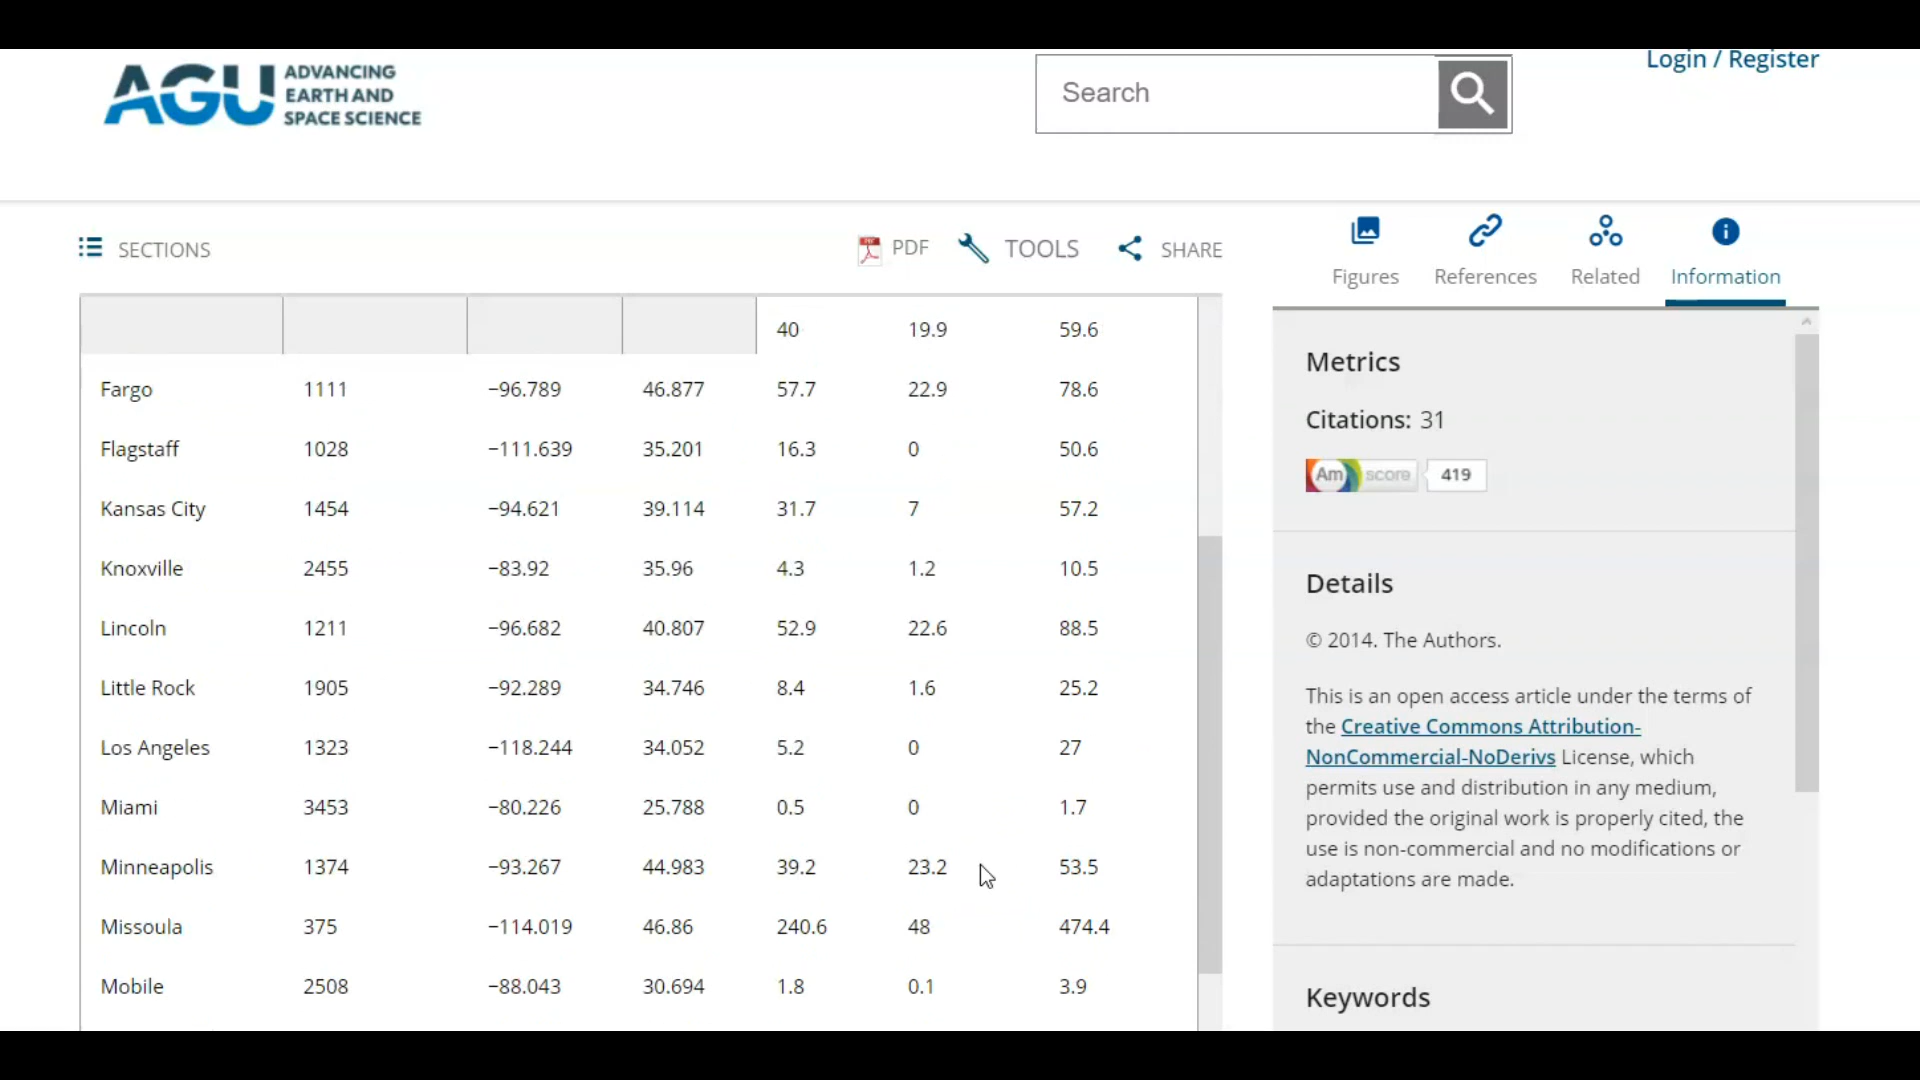 AGU ADVANCING
EARTH AND
SPACE SCIENCE
Search
Login / Register
SECTIONS
PDF
TOOLS
SHARE
Figures
References
Related
Information
40 19.9 59.6
Fargo 1111 −96.789 46.877 57.7 22.9 78.6
Flagstaff 1028 −111.639 35.201 16.3 0 50.6
Kansas City 1454 −94.621 39.114 31.7 7 57.2
Knoxville 2455 −83.92 35.96 4.3 1.2 10.5
Lincoln 1211 −96.682 40.807 52.9 22.6 88.5
Little Rock 1905 −92.289 34.746 8.4 1.6 25.2
Los Angeles 1323 −118.244 34.052 5.2 0 27
Miami 3453 −80.226 25.788 0.5 0 1.7
Minneapolis 1374 −93.267 44.983 39.2 23.2 53.5
Missoula 375 −114.019 46.86 240.6 48 474.4
Mobile 2508 −88.043 30.694 1.8 0.1 3.9
Metrics
Citations: 31
Am score 419
Details
© 2014. The Authors.
This is an open access article under the terms of
the Creative Commons Attribution-
NonCommercial-NoDerivs License, which
permits use and distribution in any medium,
provided the original work is properly cited, the
use is non-commercial and no modifications or
adaptations are made.
Keywords